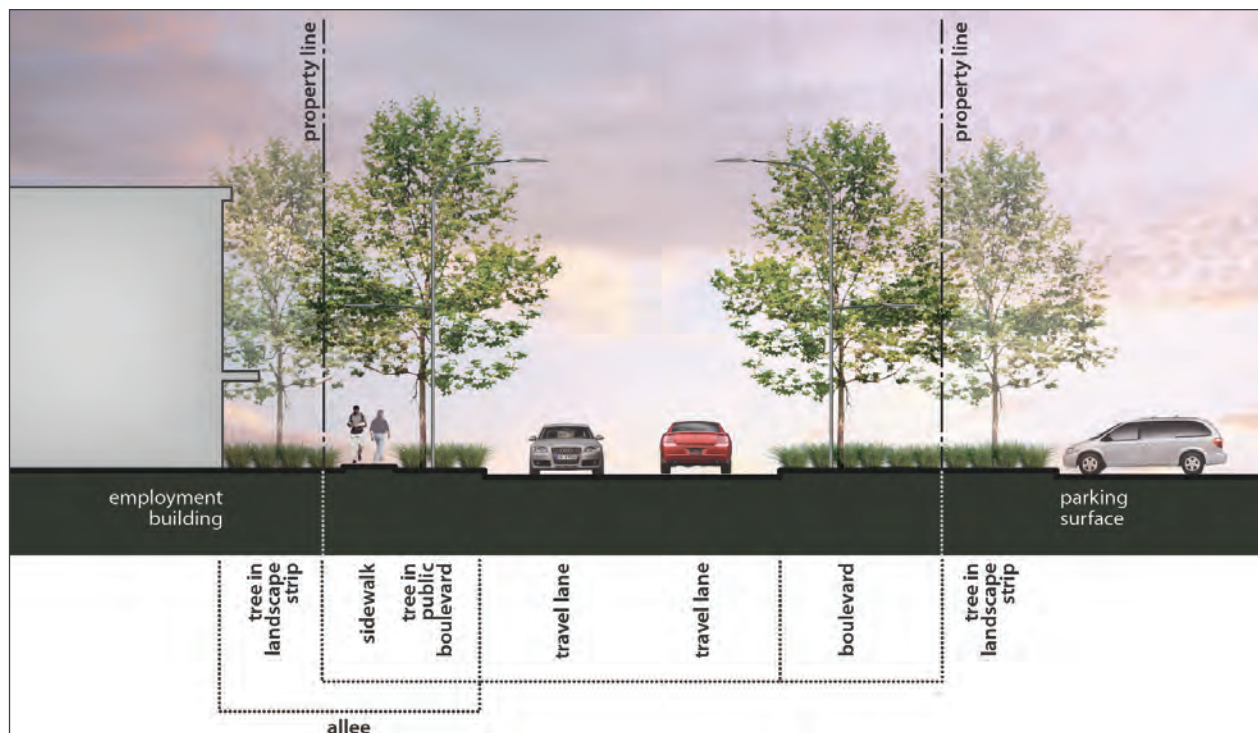 property line
property line
employment
building
parking
surface
tree in
landscape
strip
sidewalk
tree in
public
boulevard
travel lane
travel lane
boulevard
tree in
landscape
strip
allee